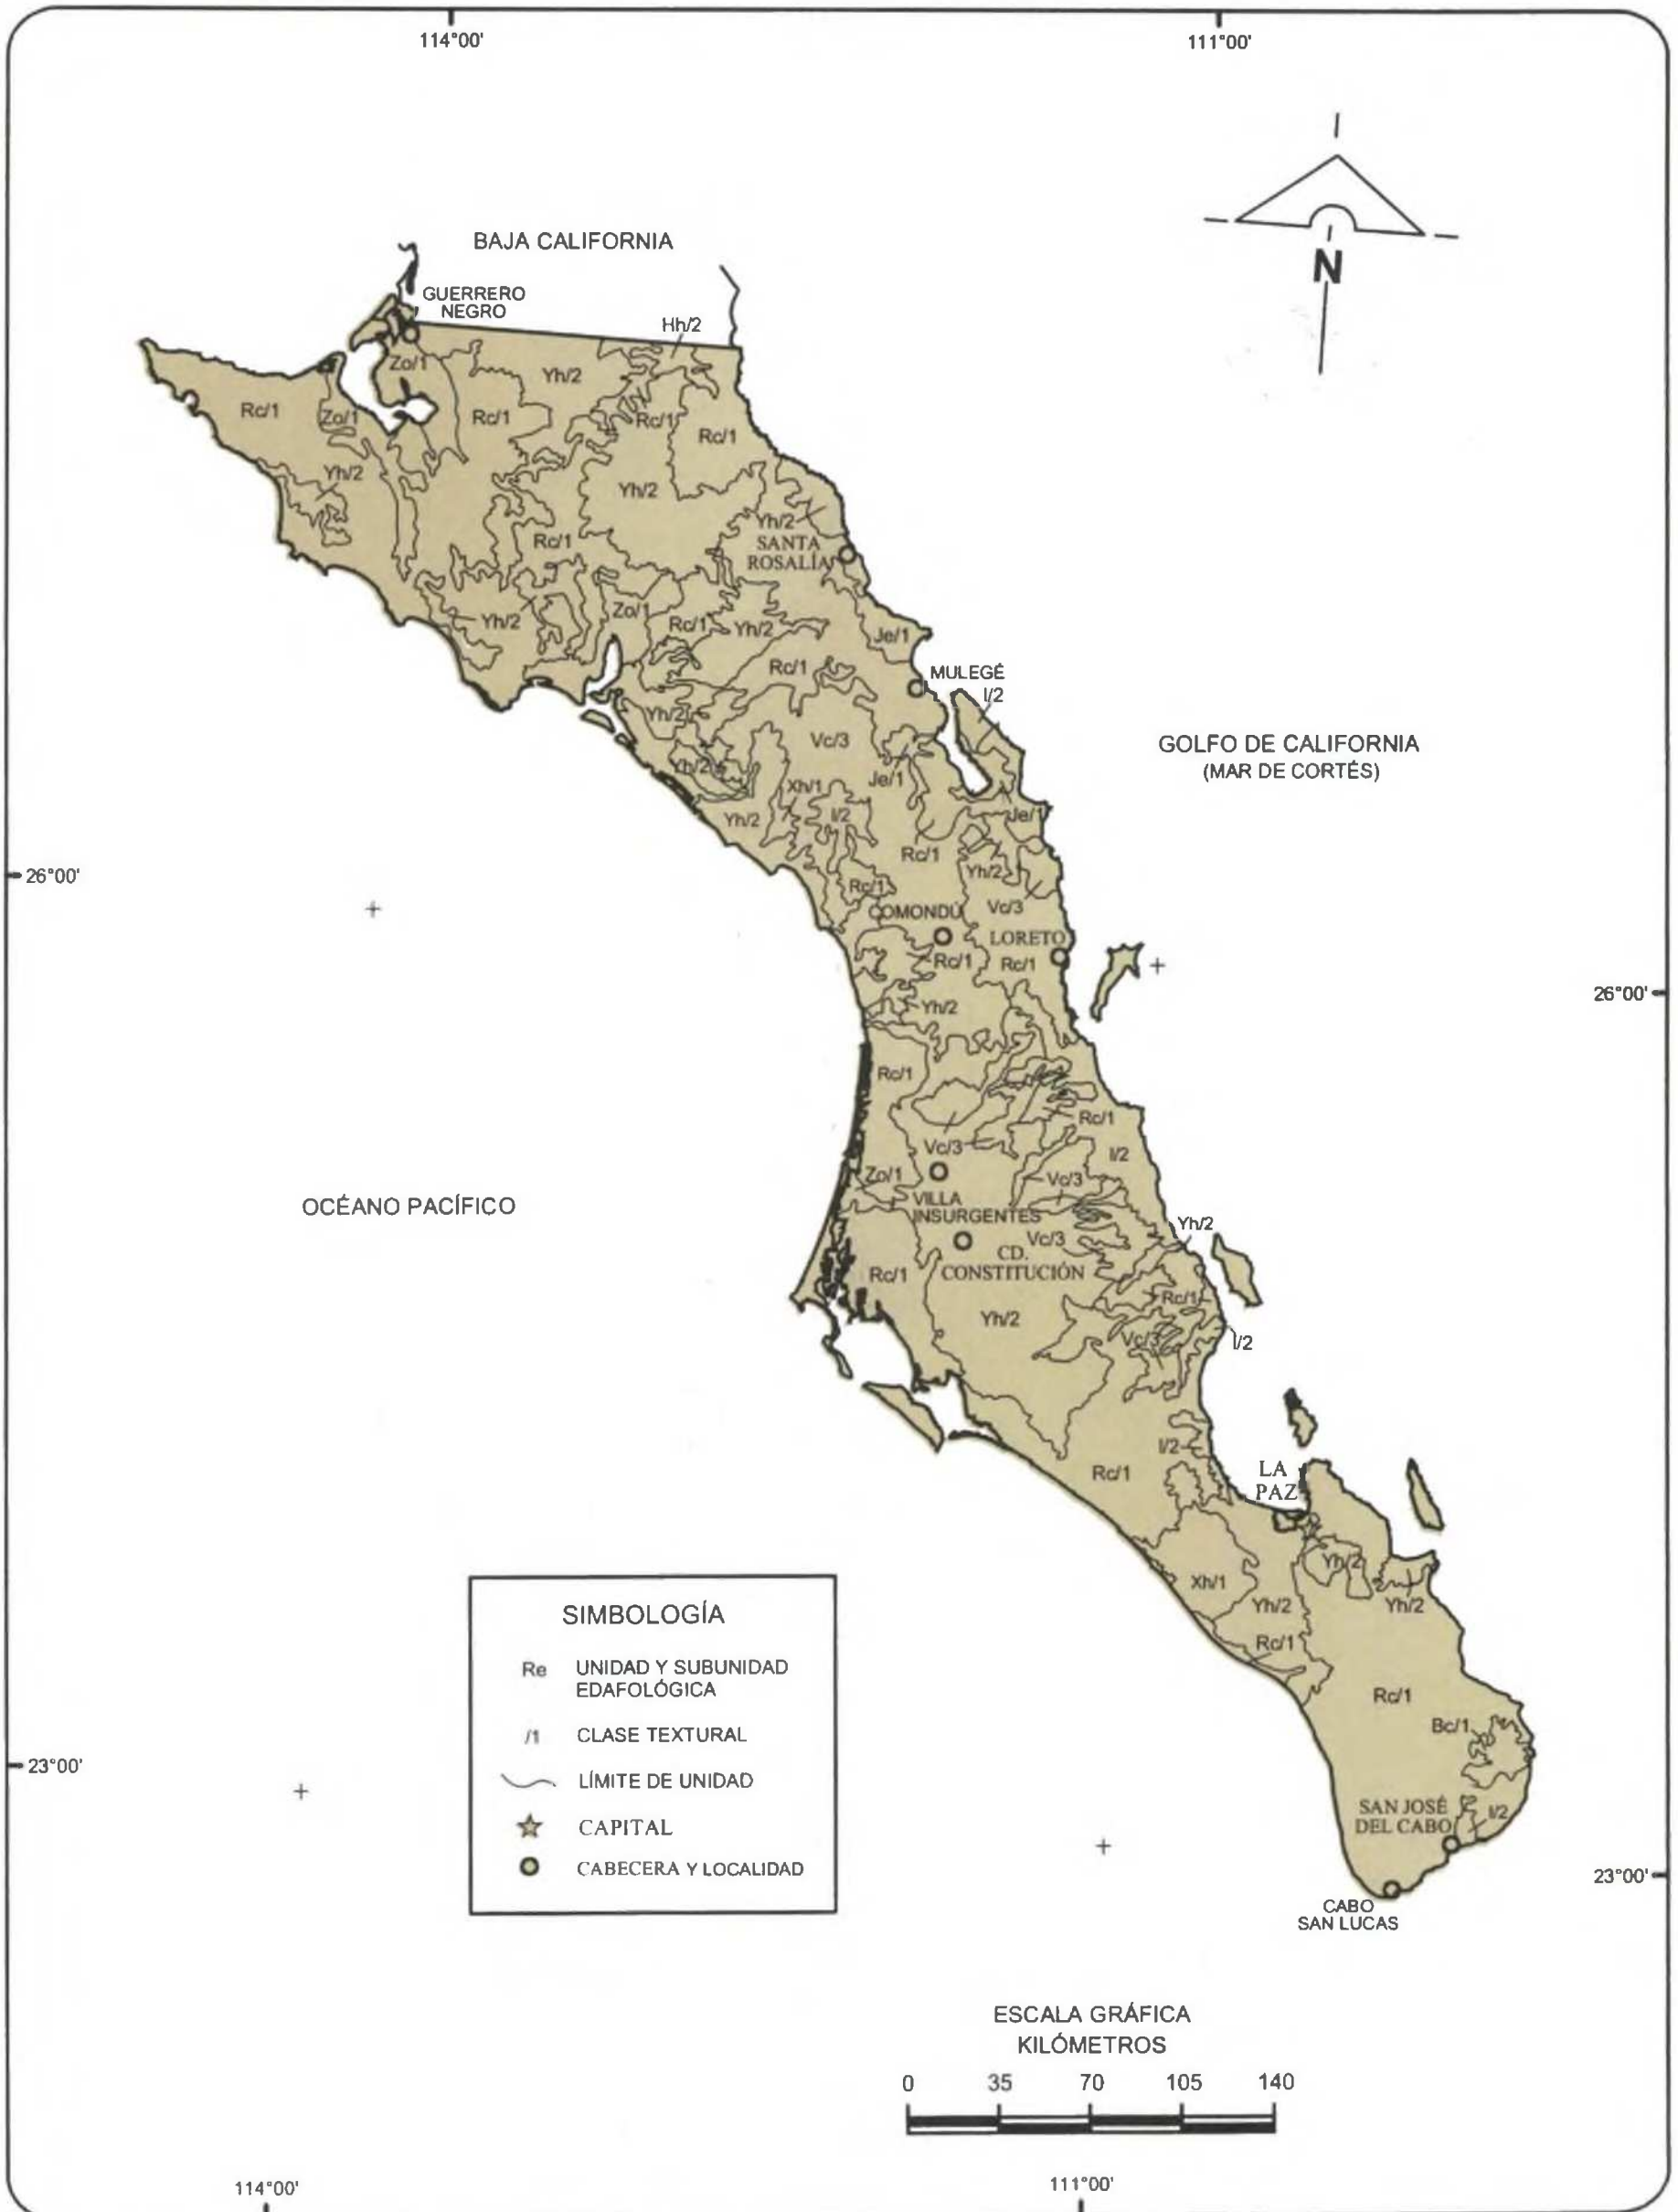 114°00'
111°00'
BAJA CALIFORNIA
N
GUERRERO
NEGRO
Hh/2
Zo/1
Yh/2
Rc/1
Zo/1
Rc/1
Rc/1
Rc/1
Yh/2
Yh/2
Yh/2
SANTA
ROSALÍA
Rc/1
Zo/1
Yh/2
Rc/1
Yh/2
Je/1
Rc/1
MULEGÉ
I/2
Yh/2
Vc/3
GOLFO DE CALIFORNIA
(MAR DE CORTÉS)
Yh/2
Xh/1
Je/1
Yh/2
I/2
Je/1
Rc/1
26°00'
Yh/2
Rc/1
COMONDÚ
Vc/3
LORETO
Rc/1
Rc/1
26°00'
Yh/2
Rc/1
Rc/1
Vc/3
I/2
Zo/1
Vc/3
OCÉANO PACÍFICO
VILLA
INSURGENTES
Yh/2
Vc/3
CD.
CONSTITUCIÓN
Rc/1
Rc/1
Yh/2
Vc/3
I/2
I/2
Rc/1
LA
PAZ
Yh/2
Xh/1
Yh/2
Yh/2
Rc/1
Rc/1
Bc/1
23°00'
SAN JOSÉ
DEL CABO
I/2
23°00'
CABO
SAN LUCAS
SIMBOLOGÍA
Re UNIDAD Y SUBUNIDAD
EDAFOLÓGICA
/1 CLASE TEXTURAL
LÍMITE DE UNIDAD
CAPITAL
CABECERA Y LOCALIDAD
ESCALA GRÁFICA
KILÓMETROS
0 35 70 105 140
114°00'
111°00'